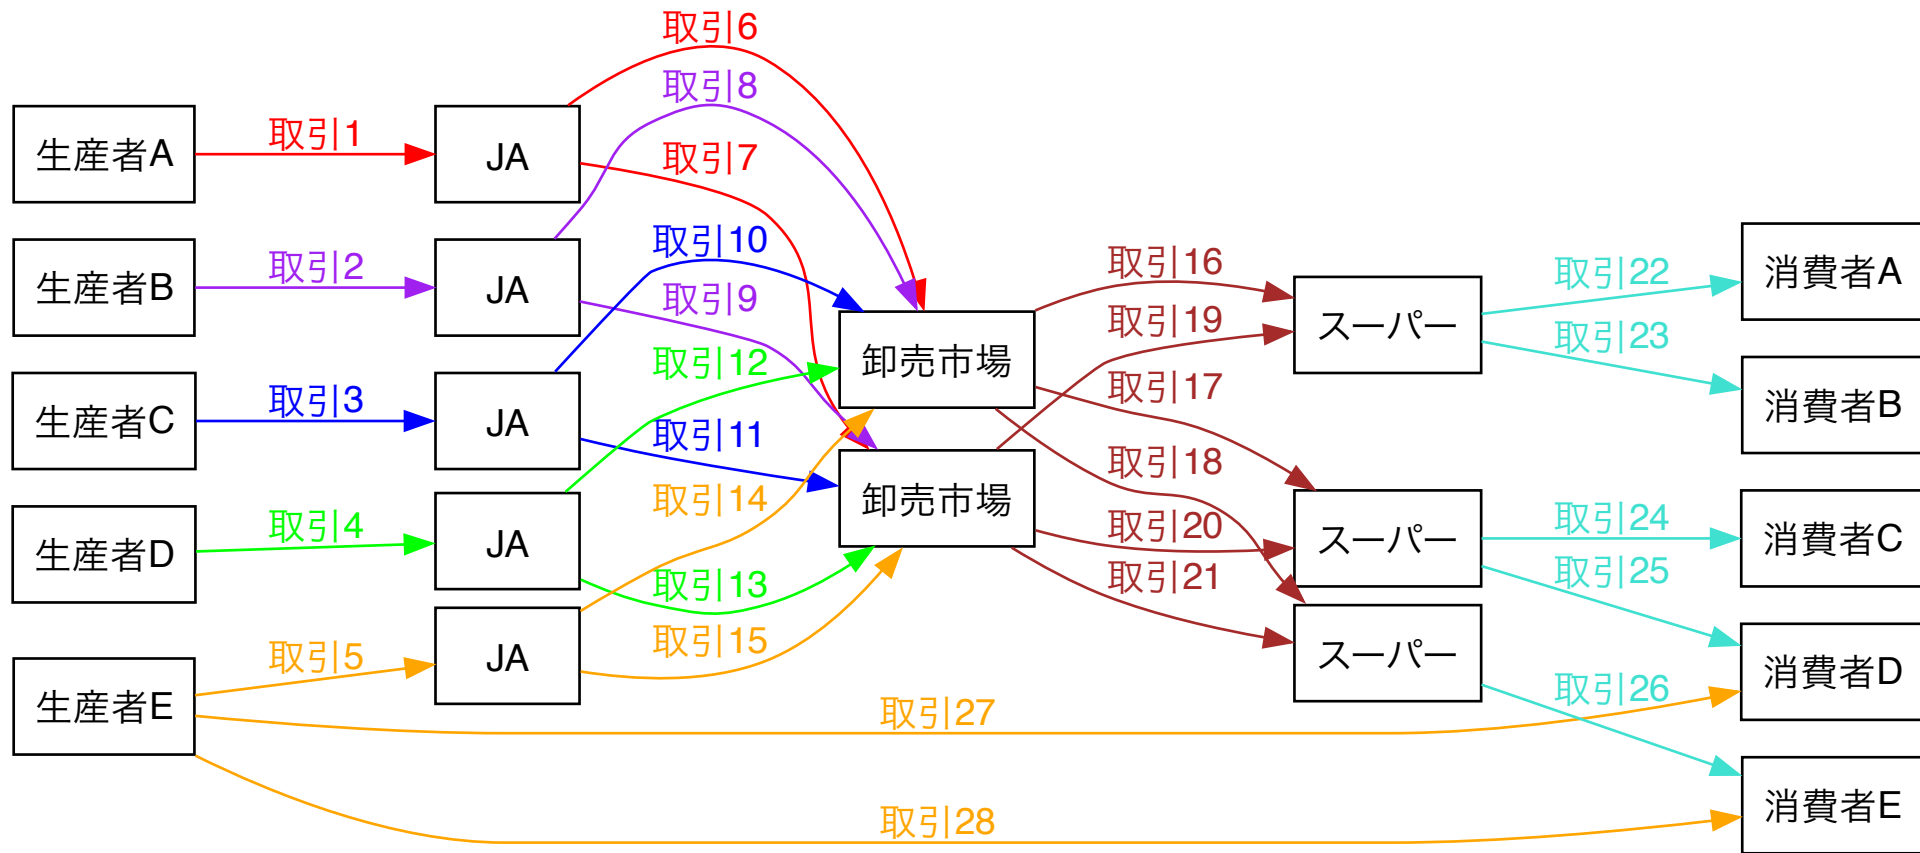 取引6
取引8
生産者A
取引1
JA
取引7
生産者B
取引2
JA
取引10
取引9
生産者C
取引3
JA
取引12
取引11
卸売市場
卸売市場
取引14
生産者D
取引4
JA
取引13
取引15
生産者E
取引5
JA
取引16
取引19
取引17
取引18
取引20
取引21
スーパー
スーパー
スーパー
取引22
取引23
取引24
取引25
取引26
取引27
取引28
消費者A
消費者B
消費者C
消費者D
消費者E